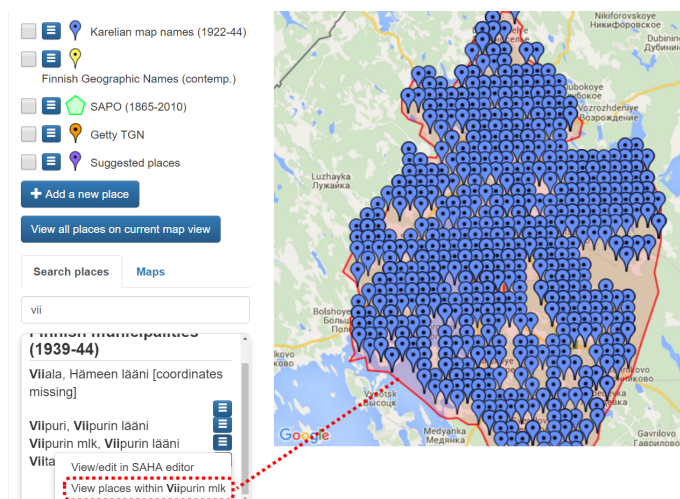 Karelian map names (1922-44)
Finnish Geographic Names (contemp.)
SAPO (1865-2010)
Getty TGN
Suggested places
+ Add a new place
View all places on current map view
Search places
Maps
vii
Finnish municipalities
(1939-44)
Viiala, Hämeen lääni [coordinates
missing]
Viipuri, Viipurin lääni
Viipurin mlk, Viipurin lääni
Viita
View/edit in SAHA editor
View places within Viipurin mlk
Nikiforovskoye
Никифоровское
Dubinino
Дубинин
Vozrozhdeniye
Возрождение
Luzhayka
Лужайка
Bolshoye
Vysotsk
Высоцк
Medyanka
Медянка
Gavrilovo
Гаврилово
Google